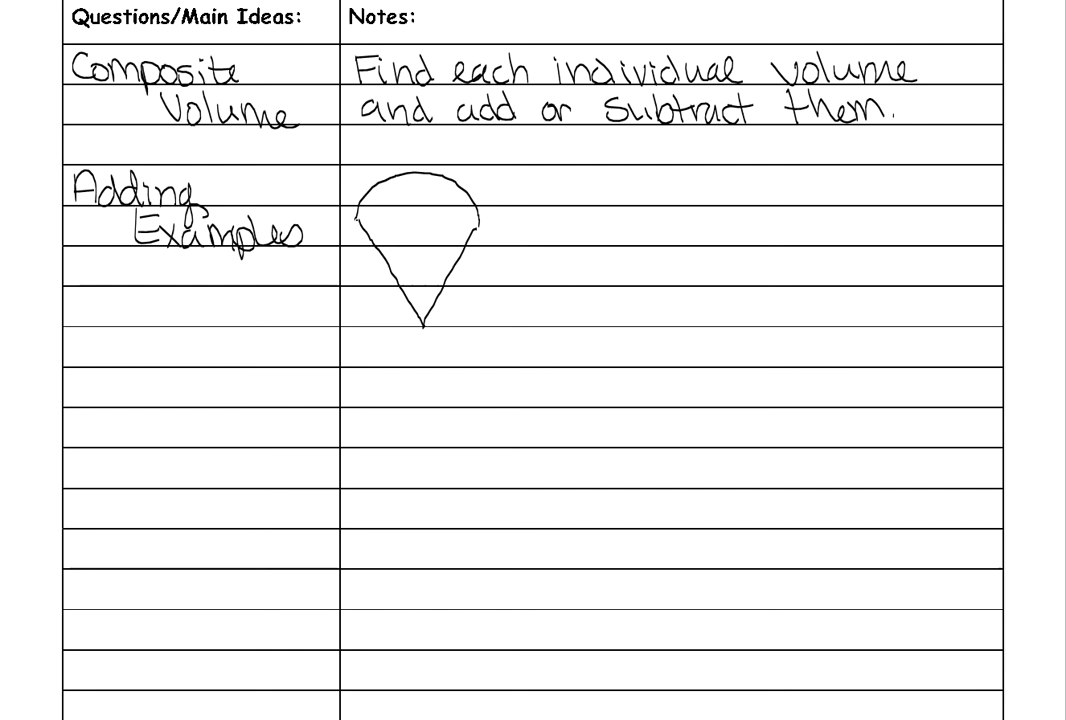 Questions/Main Ideas:
Notes:
Composite
Volume
Find each individual volume
and add or subtract them.
Adding
Examples